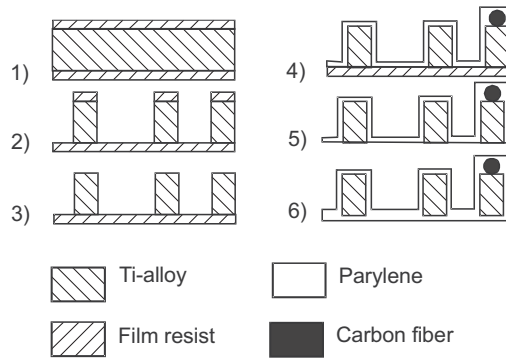 1)
2)
3)
4)
5)
6)
Ti-alloy
Parylene
Film resist
Carbon fiber